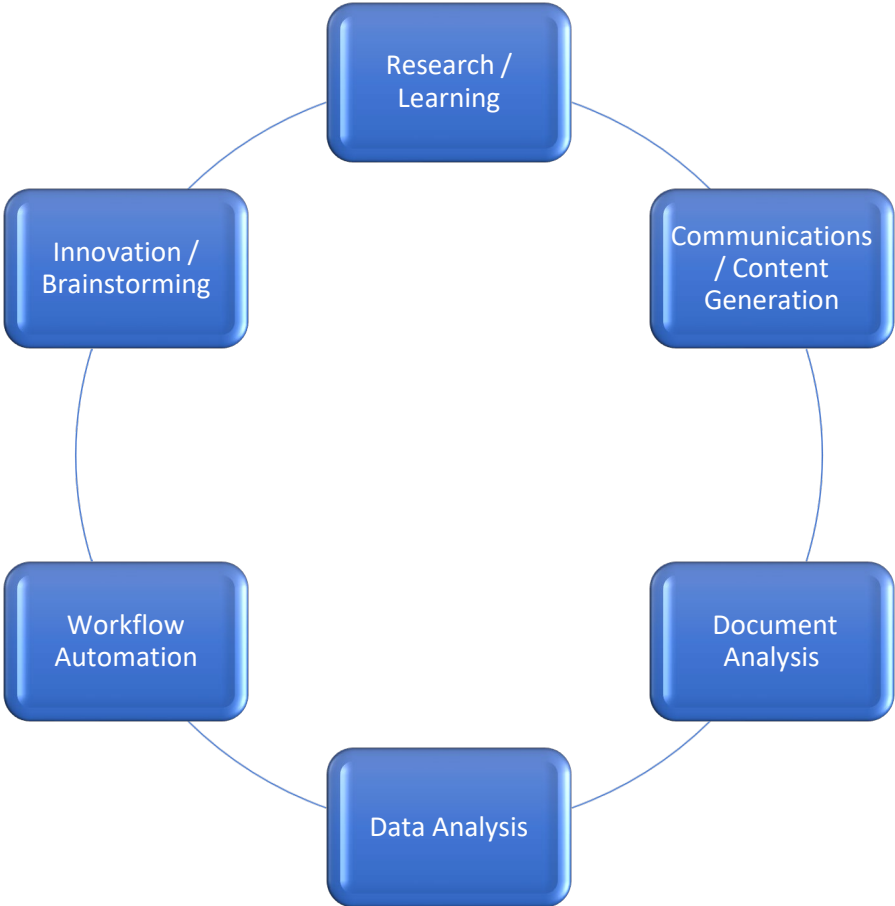 Research /
Learning
Communications
/ Content
Generation
Document
Analysis
Data Analysis
Workflow
Automation
Innovation /
Brainstorming